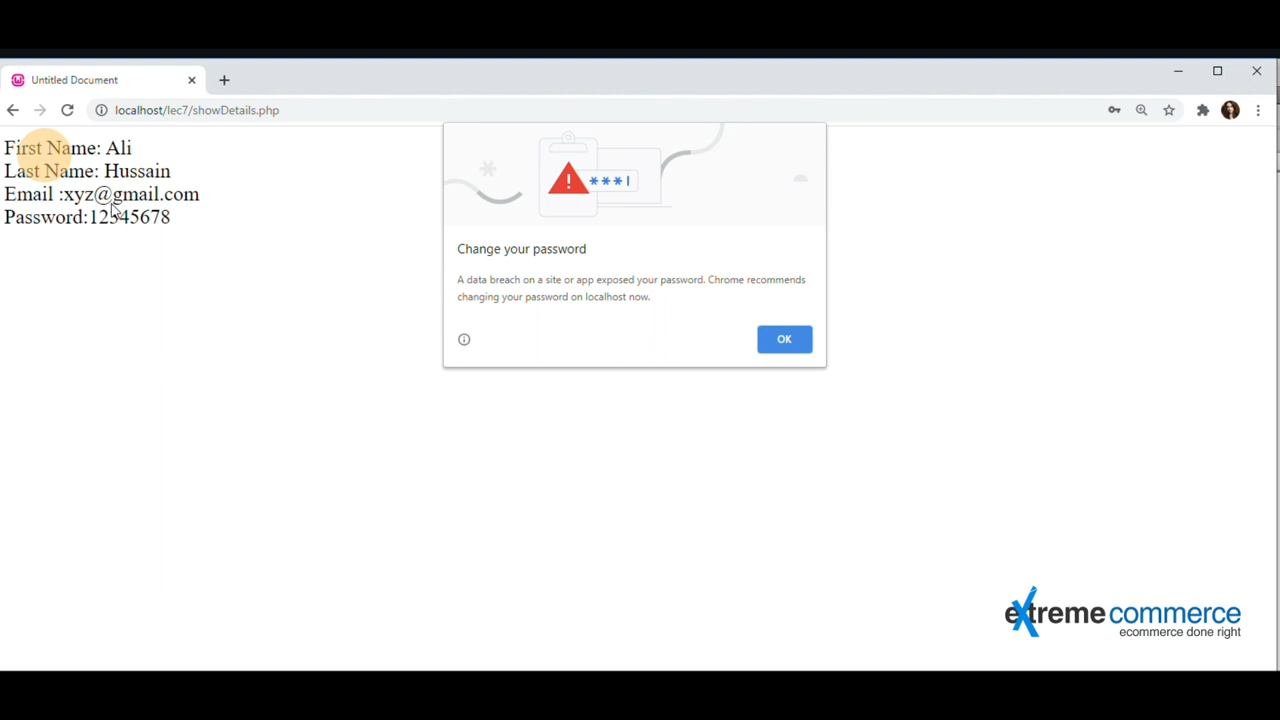 Untitled Document
localhost/lec7/showDetails.php
First Name: Ali
Last Name: Hussain
Email :xyz@gmail.com
Password:12345678
***
Change your password
A data breach on a site or app exposed your password. Chrome recommends
changing your password on localhost now.
OK
extreme commerce
ecommerce done right